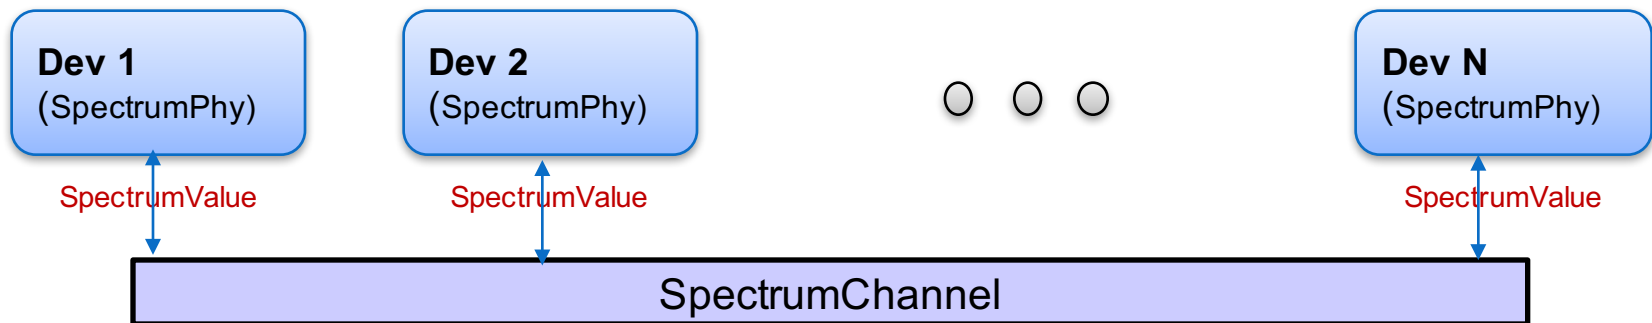 Dev 1
(SpectrumPhy)
Dev 2
(SpectrumPhy)
Dev N
(SpectrumPhy)
SpectrumValue
SpectrumValue
SpectrumValue
SpectrumChannel